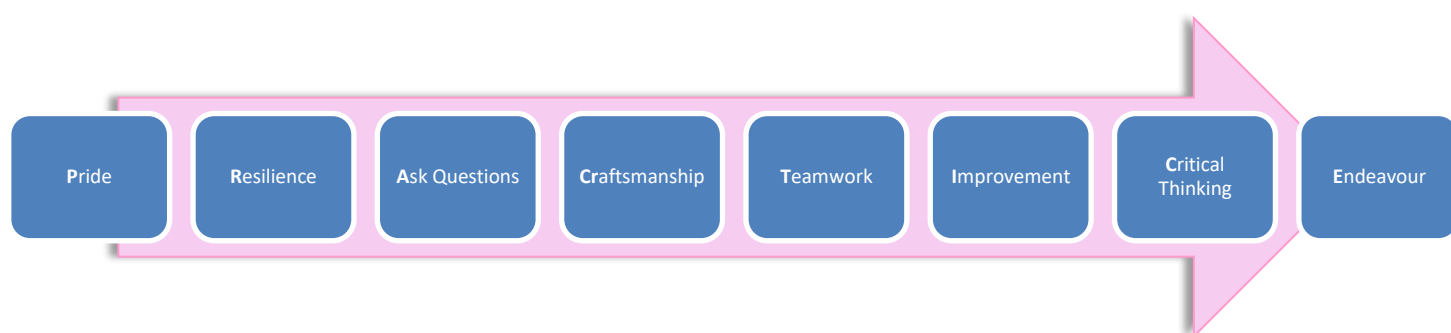 Pride
Resilience
Ask Questions
Craftsmanship
Teamwork
Improvement
Critical
Thinking
Endeavour